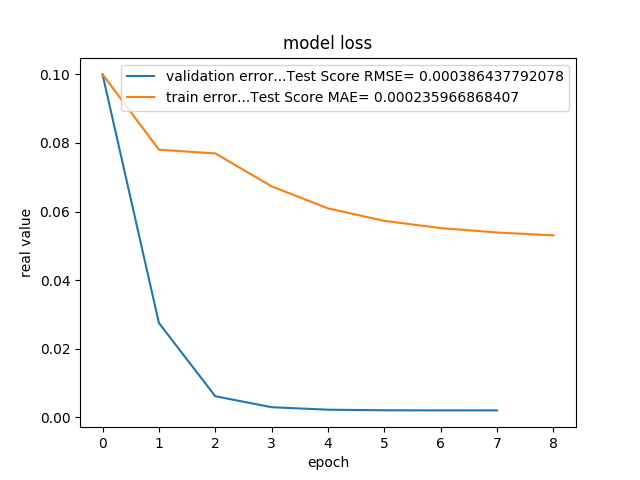 model loss
validation error...Test Score RMSE= 0.000386437792078
train error...Test Score MAE= 0.000235966868407
0.10
0.08
0.06
0.04
0.02
0.00
real value
0 1 2 3 4 5 6 7 8
epoch